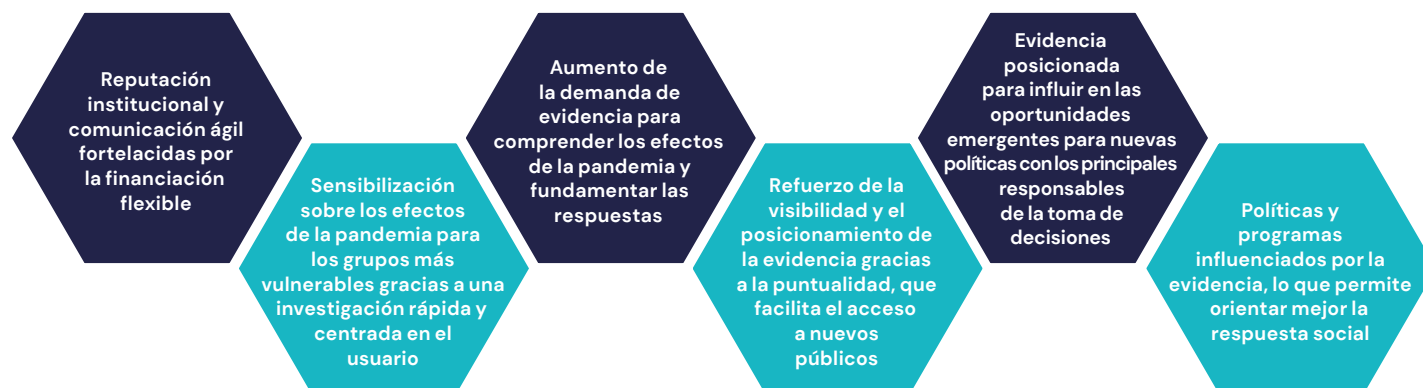 Reputación
institucional y
comunicación ágil
fortelacidas por
la financiación
flexible
Sensibilización
sobre los efectos
de la pandemia para
los grupos más
vulnerables gracias a una
investigación rápida y
centrada en el
usuario
Aumento de
la demanda de
evidencia para
comprender los efectos
de la pandemia y
fundamentar las
respuestas
Refuerzo de la
visibilidad y el
posicionamiento de
la evidencia gracias
a la puntualidad, que
facilita el acceso
a nuevos
públicos
Evidencia
posicionada
para influir en las
oportunidades
emergentes para nuevas
políticas con los principales
responsables
de la toma de
decisiones
Políticas y
programas
influenciados por la
evidencia, lo que permite
orientar mejor la
respuesta social